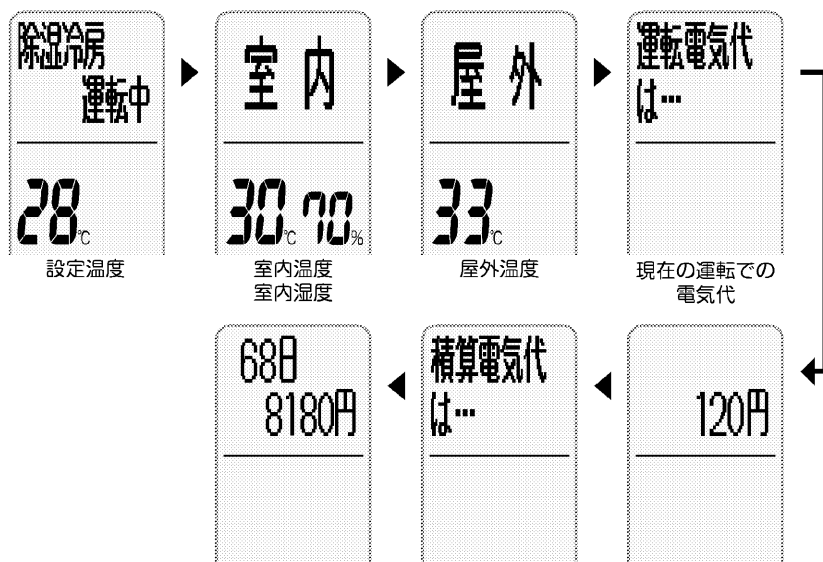 除湿冷房
運転中
28℃
設定温度
室内
30℃ 70%
室内温度
室内湿度
屋外
33℃
屋外温度
運転電気代
は…
現在の運転での
電気代
120円
積算電気代
は…
68日
8180円